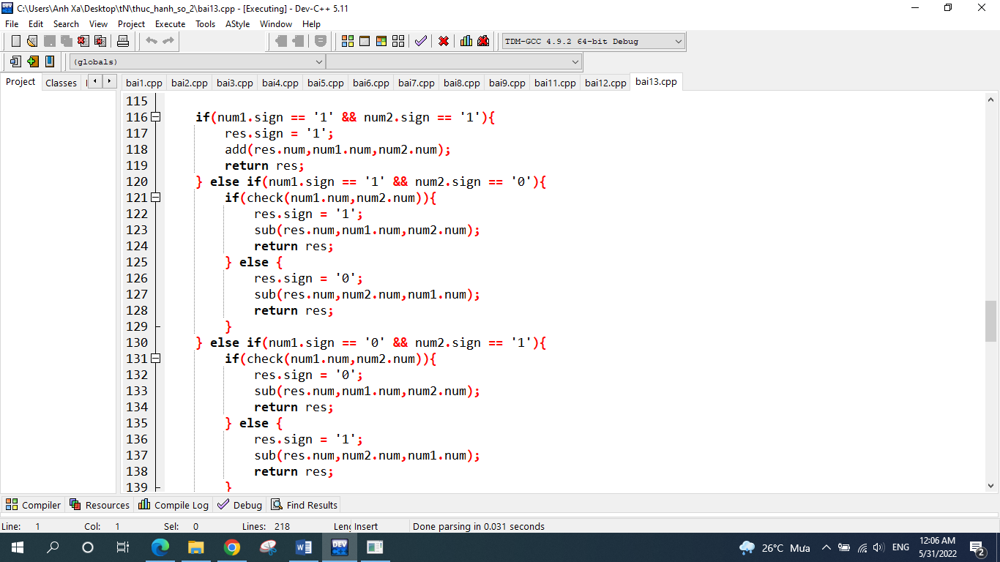 C:\Users\Anh Xa\Desktop\tN\thuc_hanh_so_2\bai13.cpp - [Executing] - Dev-C++ 5.11
File Edit Search View Project Execute Tools AStyle Window Help
TDM-GCC 4.9.2 64-bit Debug
(globals)
Project Classes
bai1.cpp bai2.cpp bai3.cpp bai4.cpp bai5.cpp bai6.cpp bai7.cpp bai8.cpp bai9.cpp bai11.cpp bai12.cpp bai13.cpp
115
116 if(num1.sign == '1' && num2.sign == '1'){
117 res.sign = '1';
118 add(res.num,num1.num,num2.num);
119 return res;
120 } else if(num1.sign == '1' && num2.sign == '0'){
121 if(check(num1.num,num2.num)){
122 res.sign = '1';
123 sub(res.num,num1.num,num2.num);
124 return res;
125 } else {
126 res.sign = '0';
127 sub(res.num,num2.num,num1.num);
128 return res;
129 }
130 } else if(num1.sign == '0' && num2.sign == '1'){
131 if(check(num1.num,num2.num)){
132 res.sign = '0';
133 sub(res.num,num1.num,num2.num);
134 return res;
135 } else {
136 res.sign = '1';
137 sub(res.num,num2.num,num1.num);
138 return res;
139 }
Compiler Resources Compile Log Debug Find Results
Line: 1 Col: 1 Sel: 0 Lines: 218 Insert Done parsing in 0.031 seconds
DEV 26°C Mưa ENG 12:06 AM
5/31/2022 2